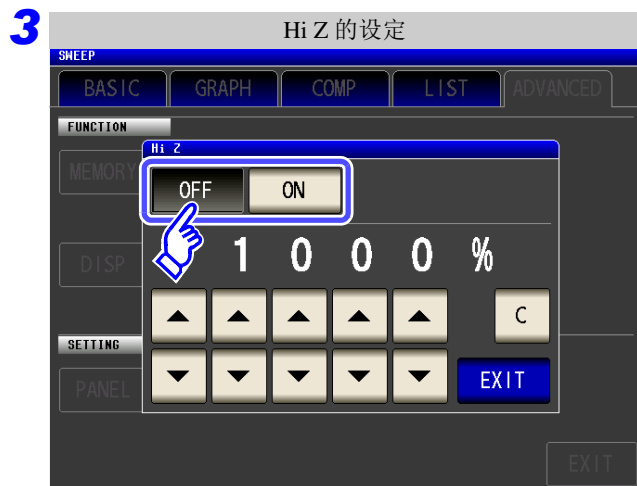 3
Hi Z 的设定
SWEEP
BASIC GRAPH COMP LIST ADVANCED
FUNCTION
Hi Z
MEMORY
OFF ON
1 0 0 0 %
DISP
C
SETTING
PANEL
EXIT
EXIT